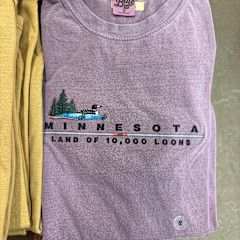 MINNESOTA
LAND OF 10,000 LOONS
S